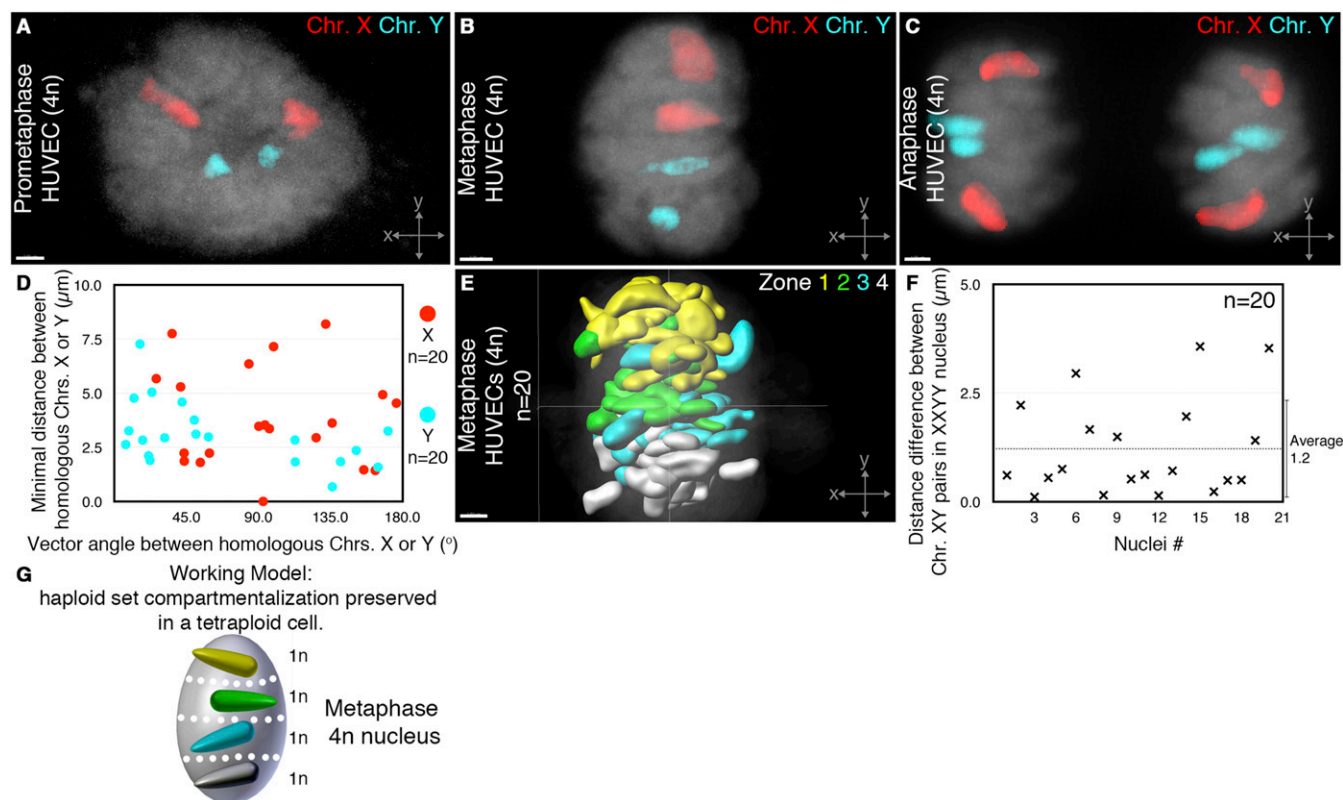 A
Chr. X Chr. Y
Prometaphase
HUVEC (4n)
y
x
B
Chr. X Chr. Y
Metaphase
HUVEC (4n)
y
x
C
Chr. X Chr. Y
Anaphase
HUVEC (4n)
y
x
D
Minimal distance between
homologous Chrs. X or Y (µm)
10.0
7.5
5.0
2.5
0.0
45.0 90.0 135.0 180.0
Vector angle between homologous Chrs. X or Y (º)
X
n=20
Y
n=20
E
Zone 1 2 3 4
Metaphase
HUVECs (4n)
n=20
y
x
F
Distance difference between
Chr. XY pairs in XXYY nucleus (µm)
5.0
2.5
0.0
n=20
3 6 9 12 15 18 21
Nuclei #
Average
1.2
G
Working Model:
haploid set compartmentalization preserved
in a tetraploid cell.
1n
1n
1n
1n
Metaphase
4n nucleus